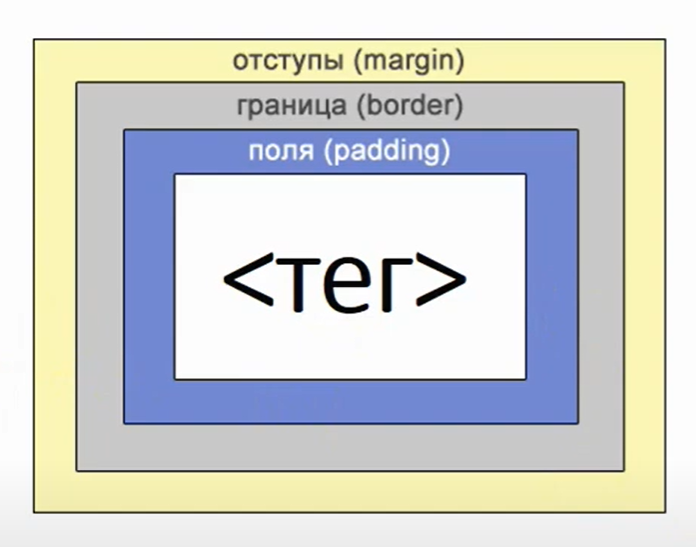 отступы (margin)
граница (border)
поля (padding)
<тег>